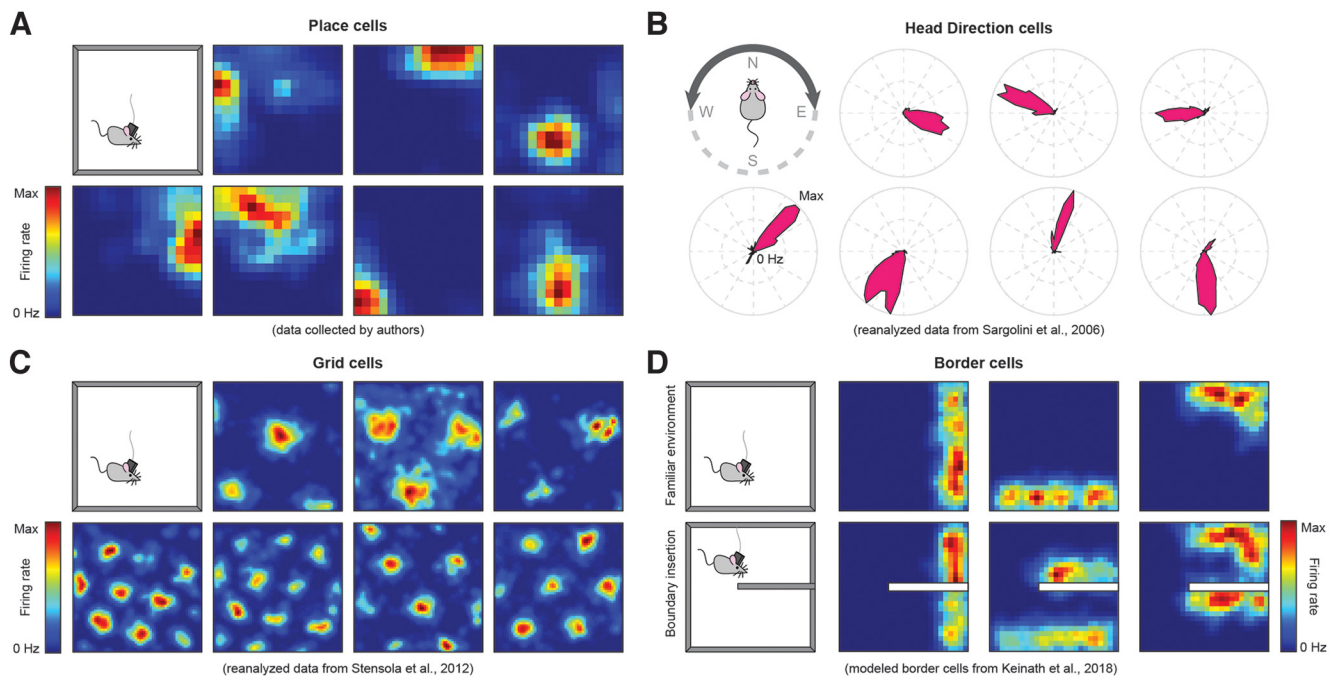 A
Place cells
Max
Firing rate
0 Hz
(data collected by authors)
B
Head Direction cells
N
W
E
S
Max
0 Hz
(reanalyzed data from Sargolini et al., 2006)
C
Grid cells
Max
Firing rate
0 Hz
(reanalyzed data from Stensola et al., 2012)
D
Border cells
Familiar environment
Boundary insertion
Max
Firing rate
0 Hz
(modeled border cells from Keinath et al., 2018)